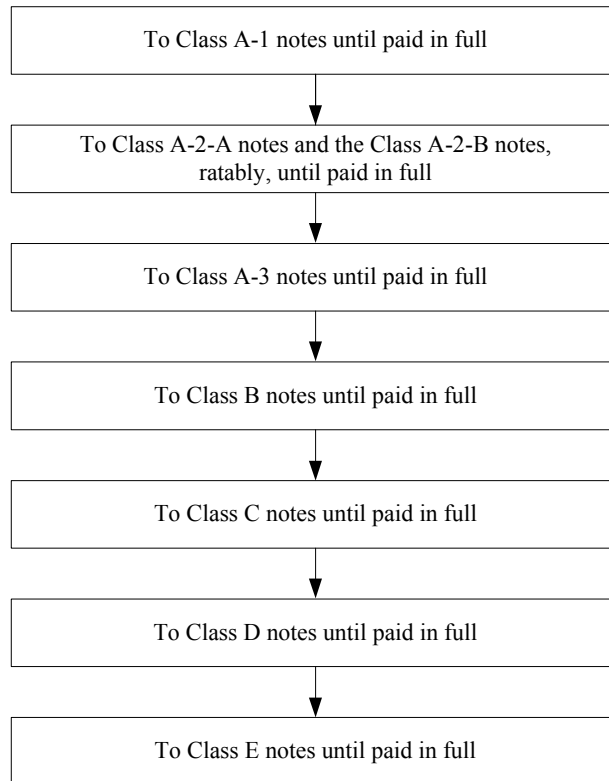 To Class A-1 notes until paid in full
To Class A-2-A notes and the Class A-2-B notes,
ratably, until paid in full
To Class A-3 notes until paid in full
To Class B notes until paid in full
To Class C notes until paid in full
To Class D notes until paid in full
To Class E notes until paid in full